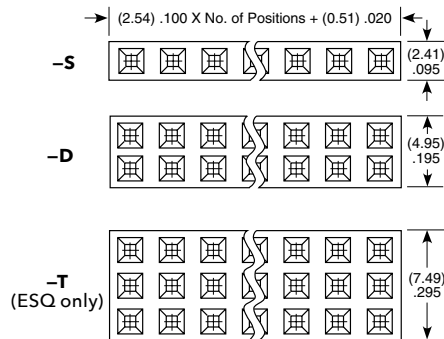 (2.54) .100 X No. of Positions + (0.51) .020
–S
(2.41)
.095
–D
(4.95)
.195
–T
(ESQ only)
(7.49)
.295